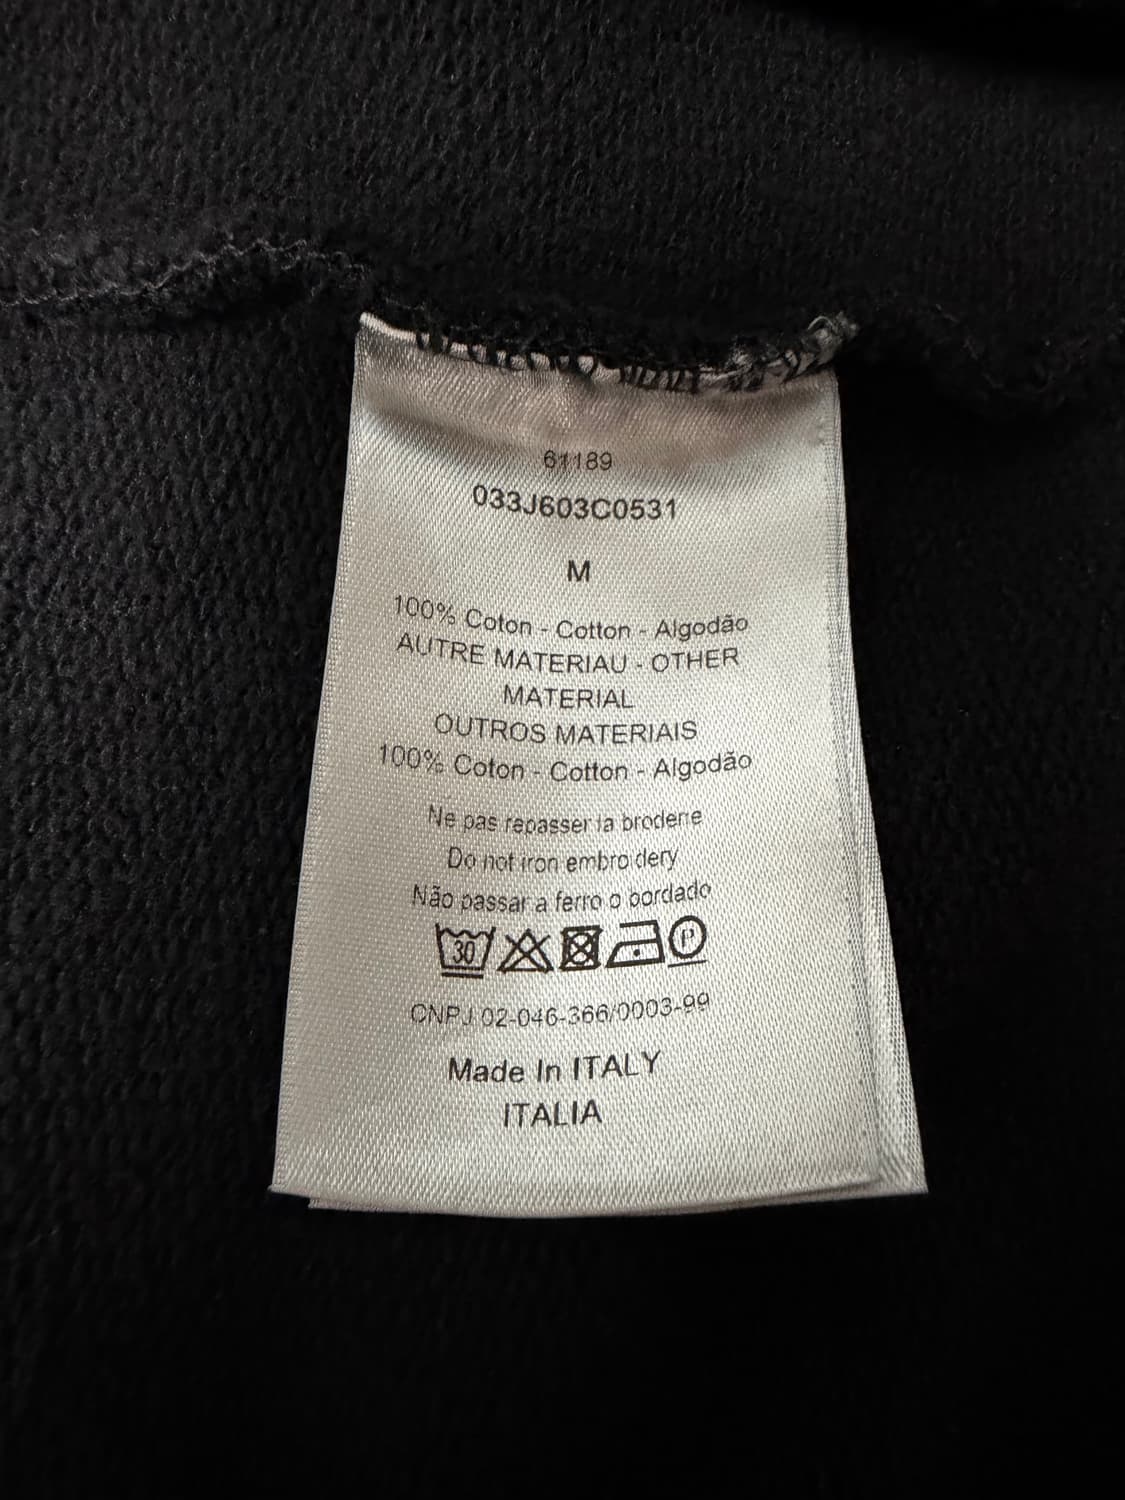 61189
033J603C0531
M
100% Coton - Cotton - Algodão
AUTRE MATERIAU - OTHER
MATERIAL
OUTROS MATERIAIS
100% Coton - Cotton - Algodão
Ne pas repasser la broderie
Do not iron embroidery
Não passar a ferro o bordado
30 P
CNPJ 02-046-366/0003-99
Made In ITALY
ITALIA